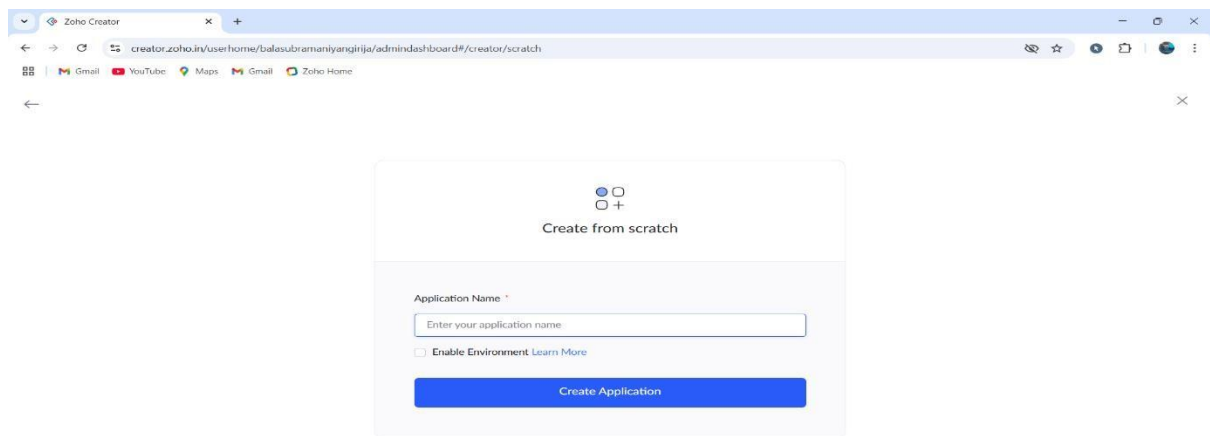 Zoho Creator
creator.zoho.in/userhome/balasubramaniyangirija/admindashboard#/creator/scratch
Gmail YouTube Maps Gmail Zoho Home
Create from scratch
Application Name *
Enter your application name
Enable Environment Learn More
Create Application